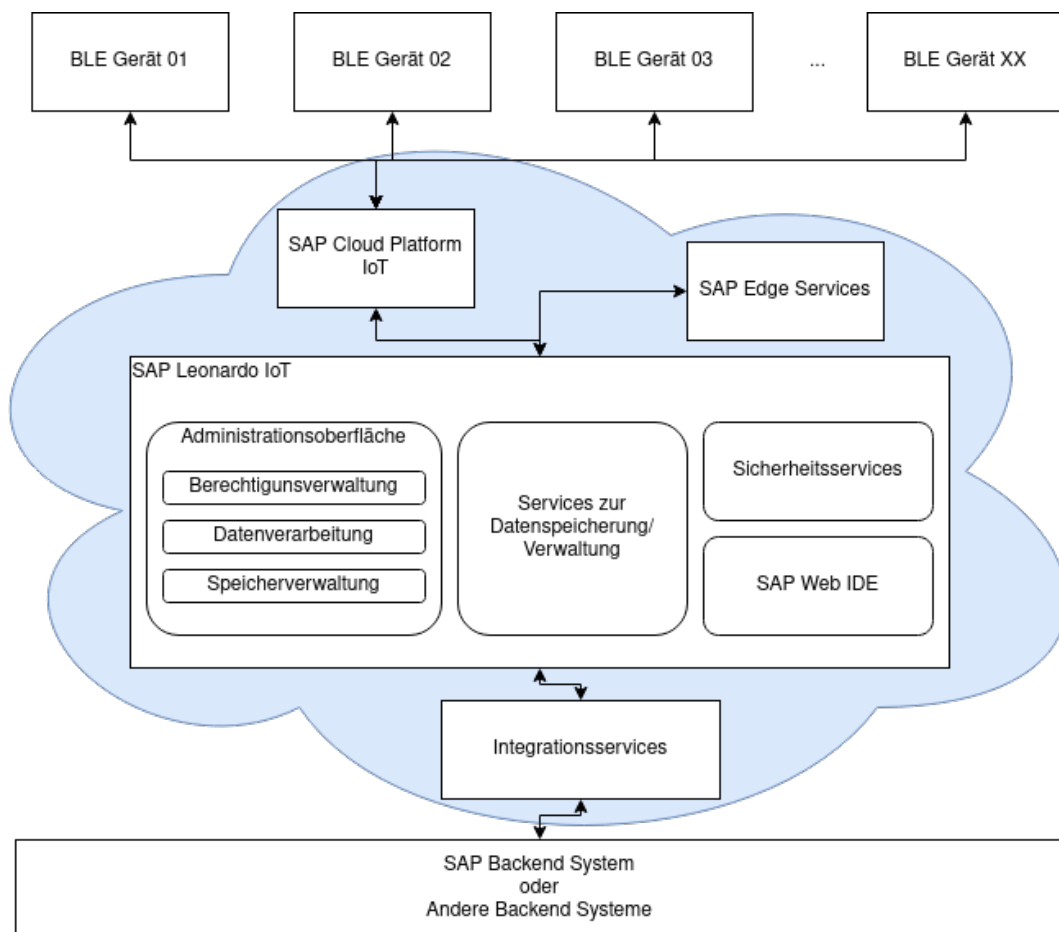 BLE Gerät 01
BLE Gerät 02
BLE Gerät 03
...
BLE Gerät XX
SAP Cloud Platform
IoT
SAP Edge Services
SAP Leonardo IoT
Administrationsoberfläche
Berechtigunsverwaltung
Datenverarbeitung
Speicherverwaltung
Services zur
Datenspeicherung/
Verwaltung
Sicherheitsservices
SAP Web IDE
Integrationsservices
SAP Backend System
oder
Andere Backend Systeme